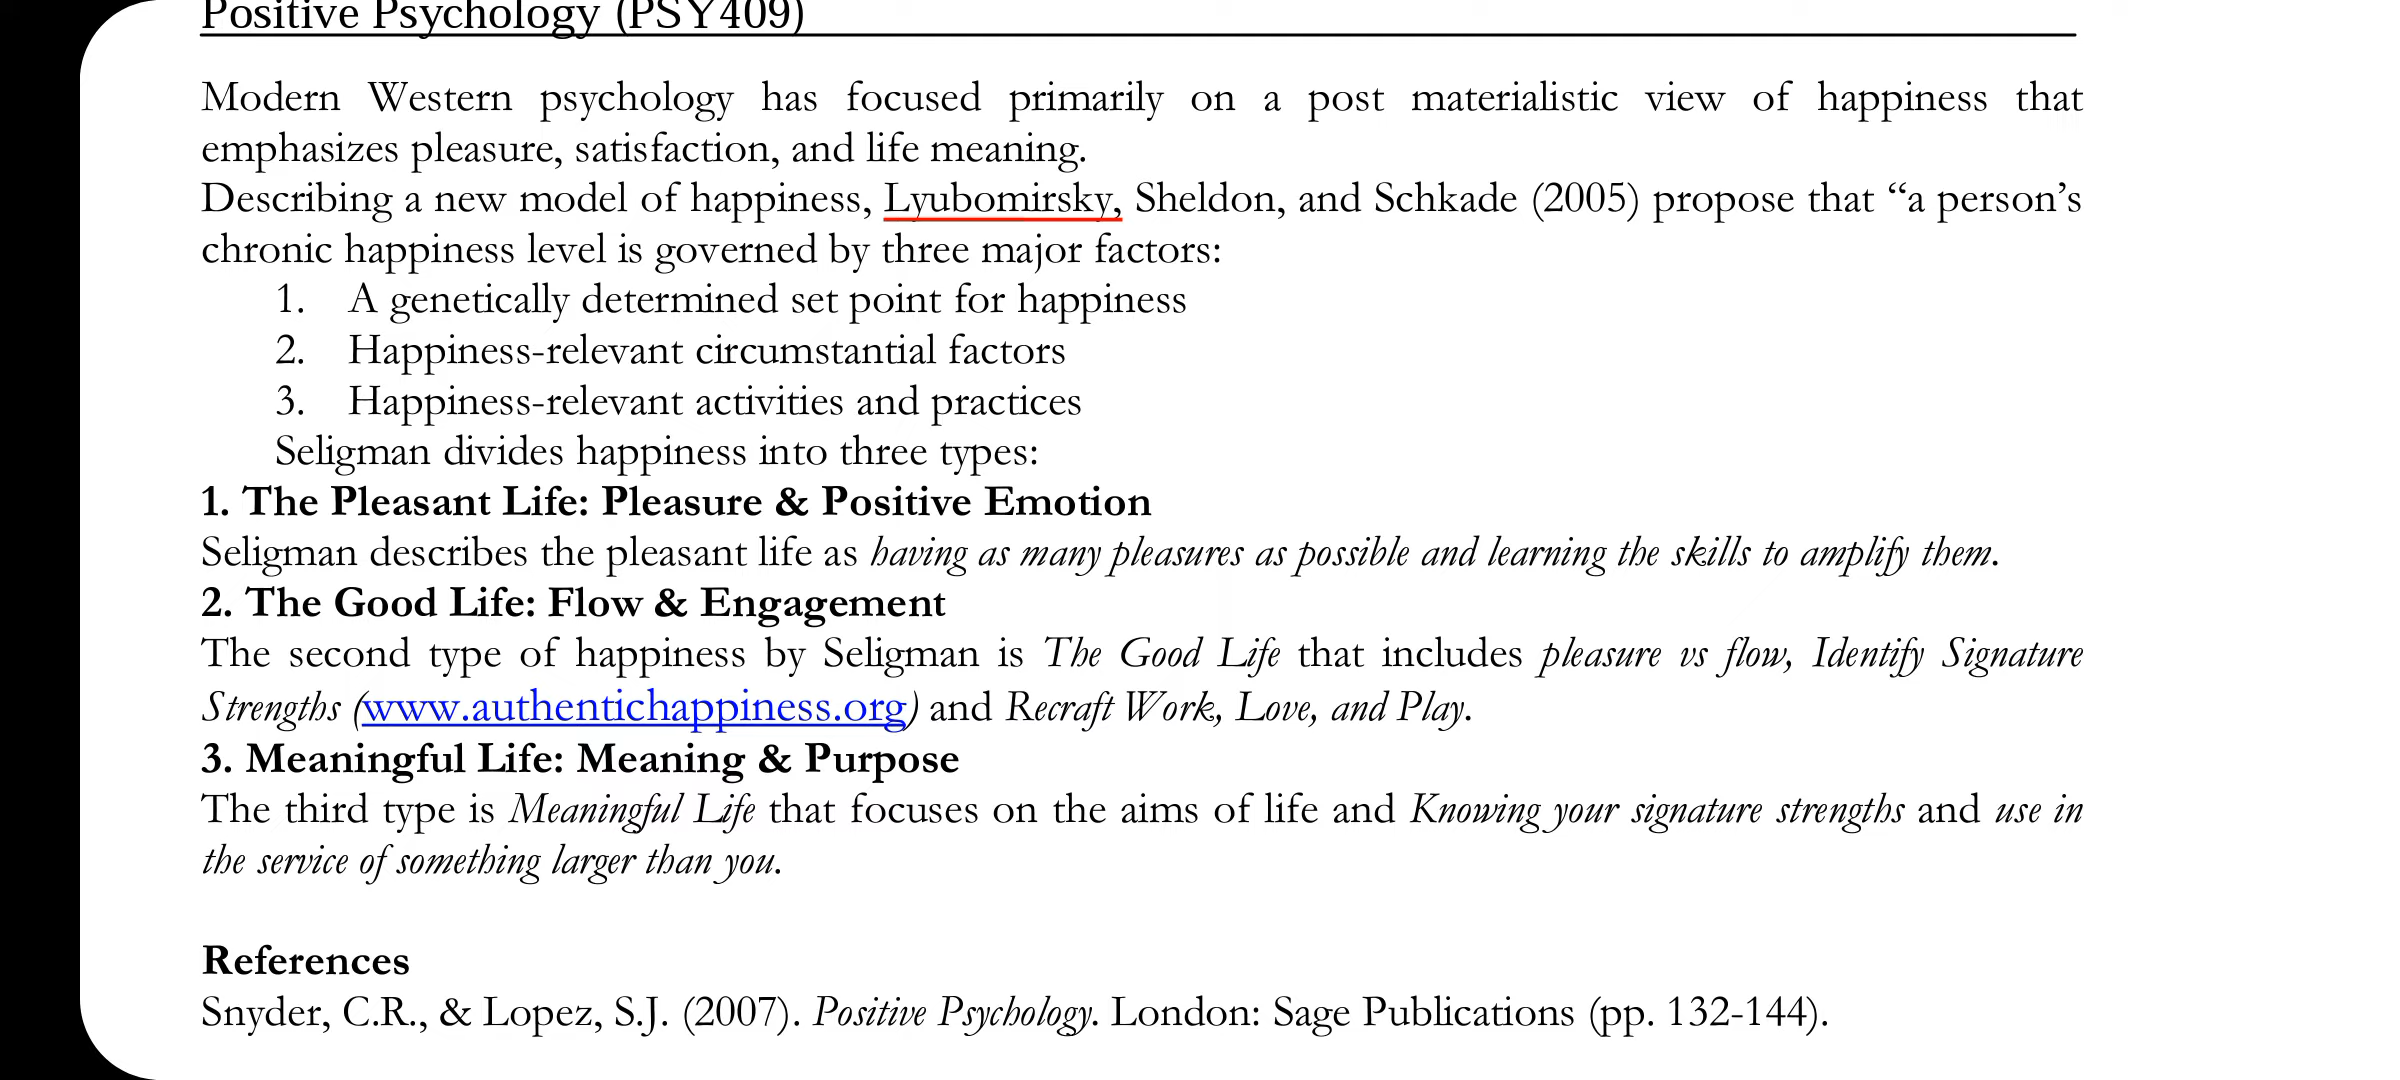 Positive Psychology (PSY409)
Modern Western psychology has focused primarily on a post materialistic view of happiness that
emphasizes pleasure, satisfaction, and life meaning.
Describing a new model of happiness, Lyubomirsky, Sheldon, and Schkade (2005) propose that “a person’s
chronic happiness level is governed by three major factors:
1. A genetically determined set point for happiness
2. Happiness-relevant circumstantial factors
3. Happiness-relevant activities and practices
Seligman divides happiness into three types:
1. The Pleasant Life: Pleasure & Positive Emotion
Seligman describes the pleasant life as having as many pleasures as possible and learning the skills to amplify them.
2. The Good Life: Flow & Engagement
The second type of happiness by Seligman is The Good Life that includes pleasure vs flow, Identify Signature
Strengths (www.authentichappiness.org) and Recraft Work, Love, and Play.
3. Meaningful Life: Meaning & Purpose
The third type is Meaningful Life that focuses on the aims of life and Knowing your signature strengths and use in
the service of something larger than you.
References
Snyder, C.R., & Lopez, S.J. (2007). Positive Psychology. London: Sage Publications (pp. 132-144).